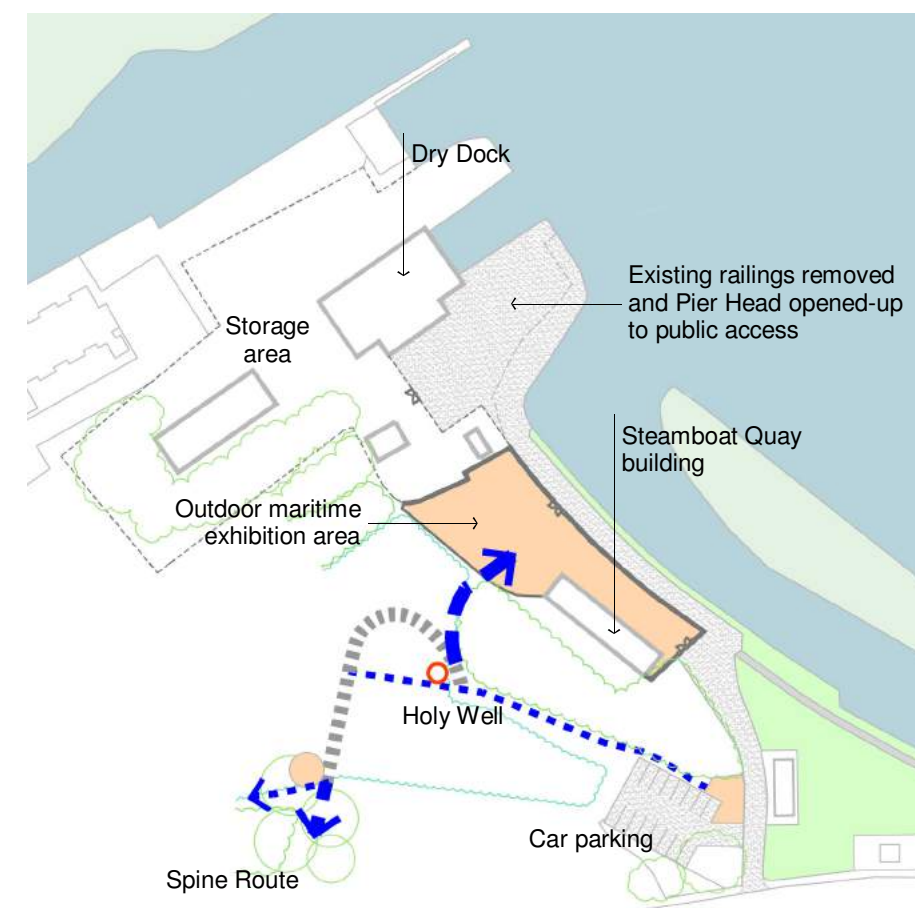 Dry Dock
Existing railings removed
and Pier Head opened-up
to public access
Storage
area
Steamboat Quay
building
Outdoor maritime
exhibition area
Holy Well
Car parking
Spine Route